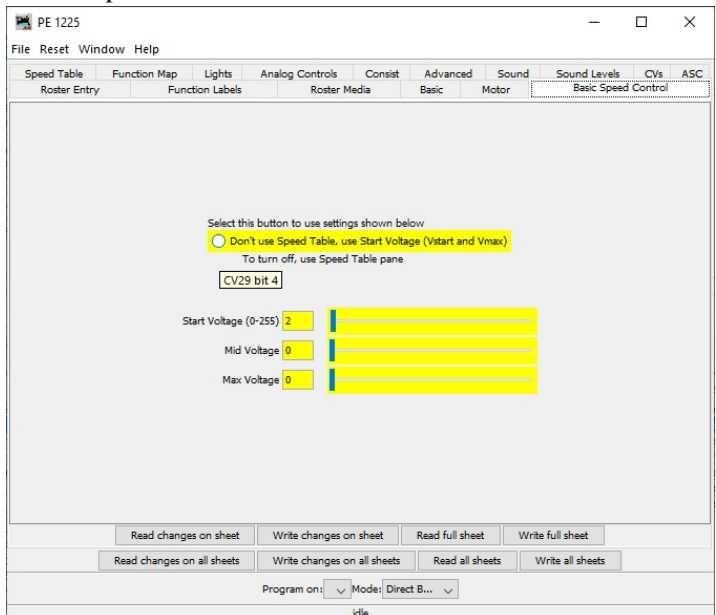 PE 1225
File Reset Window Help
Speed Table Function Map Lights Analog Controls Consist Advanced Sound Sound Levels CVs ASC
Roster Entry Function Labels Roster Media Basic Motor Basic Speed Control
Select this button to use settings shown below
Don't use Speed Table, use Start Voltage (Vstart and Vmax)
To turn off, use Speed Table pane
CV29 bit 4
Start Voltage (0-255) 2
Mid Voltage 0
Max Voltage 0
Read changes on sheet Write changes on sheet Read full sheet Write full sheet
Read changes on all sheets Write changes on all sheets Read all sheets Write all sheets
Program on: Mode: Direct B...
idle